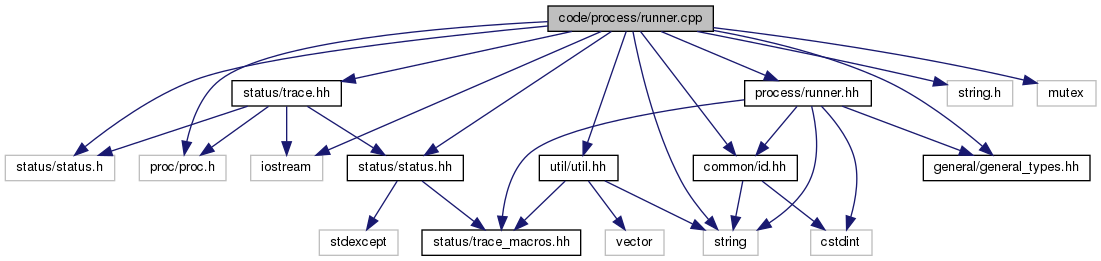 code/process/runner.cpp
status/trace.hh
process/runner.hh
string.h
mutex
status/status.h
proc/proc.h
iostream
status/status.hh
util/util.hh
common/id.hh
general/general_types.hh
stdexcept
status/trace_macros.hh
vector
string
cstdint